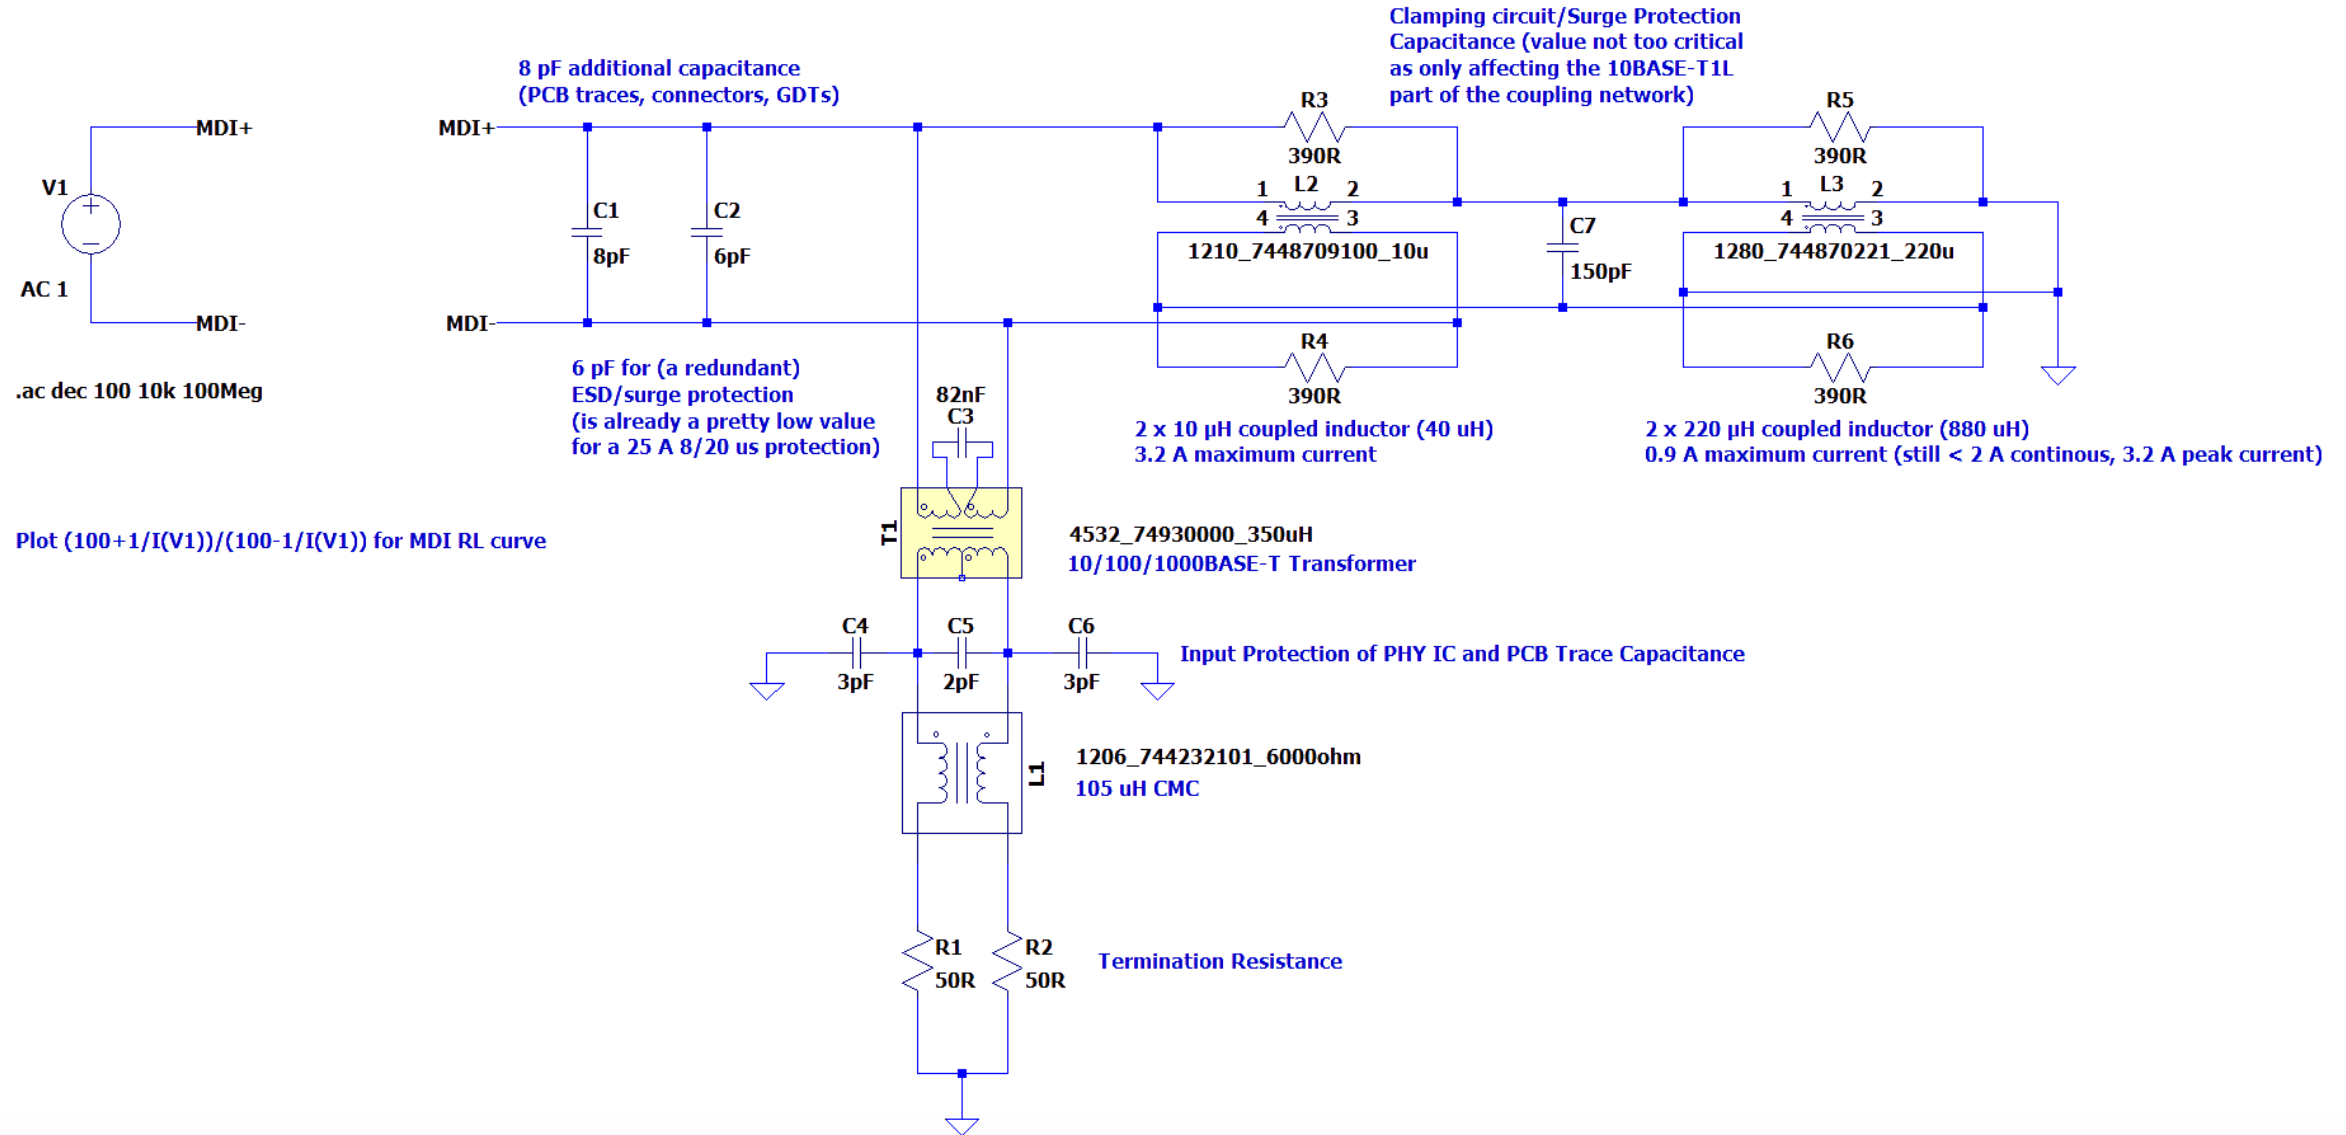 Clamping circuit/Surge Protection
Capacitance (value not too critical
as only affecting the 10BASE-T1L
part of the coupling network)
8 pF additional capacitance
(PCB traces, connectors, GDTs)
R3
390R
R5
390R
MDI+
MDI+
V1
AC 1
MDI-
MDI-
C1
8pF
C2
6pF
1 L2 2
4 3
1210_7448709100_10u
C7
150pF
1 L3 2
4 3
1280_744870221_220u
R4
390R
R6
390R
.ac dec 100 10k 100Meg
6 pF for (a redundant)
ESD/surge protection
(is already a pretty low value
for a 25 A 8/20 us protection)
82nF
C3
2 x 10 µH coupled inductor (40 uH)
3.2 A maximum current
2 x 220 µH coupled inductor (880 uH)
0.9 A maximum current (still < 2 A continous, 3.2 A peak current)
Plot (100+1/I(V1))/(100-1/I(V1)) for MDI RL curve
T1
4532_74930000_350uH
10/100/1000BASE-T Transformer
C4
3pF
C5
2pF
C6
3pF
Input Protection of PHY IC and PCB Trace Capacitance
L1
1206_744232101_6000ohm
105 uH CMC
R1
50R
R2
50R
Termination Resistance